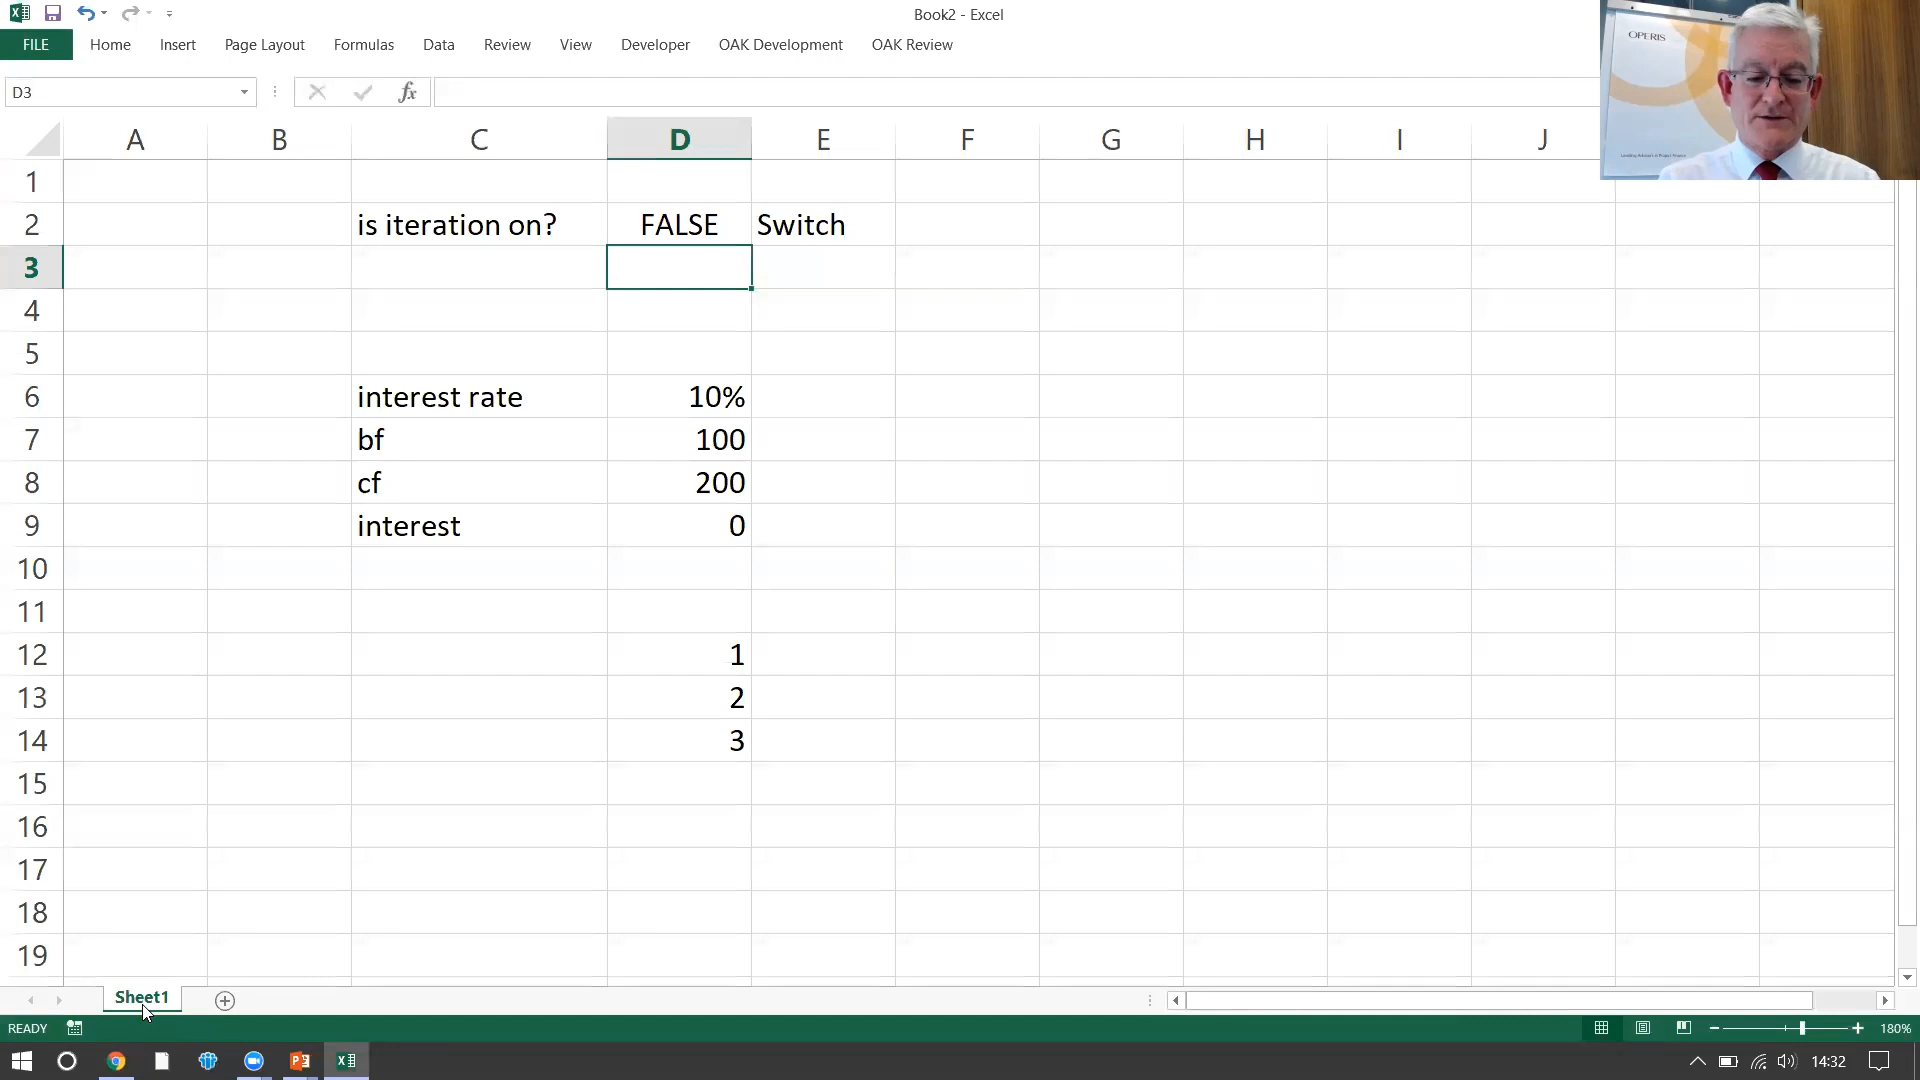 Book2 - Excel
FILE Home Insert Page Layout Formulas Data Review View Developer OAK Development OAK Review
OPERIS
D3 fx
A B C D E F G H I J
1
2 is iteration on? FALSE Switch
3
4
5
6 interest rate 10%
7 bf 100
8 cf 200
9 interest 0
10
11
12 1
13 2
14 3
15
16
17
18
19
Sheet1
READY 180%
14:32